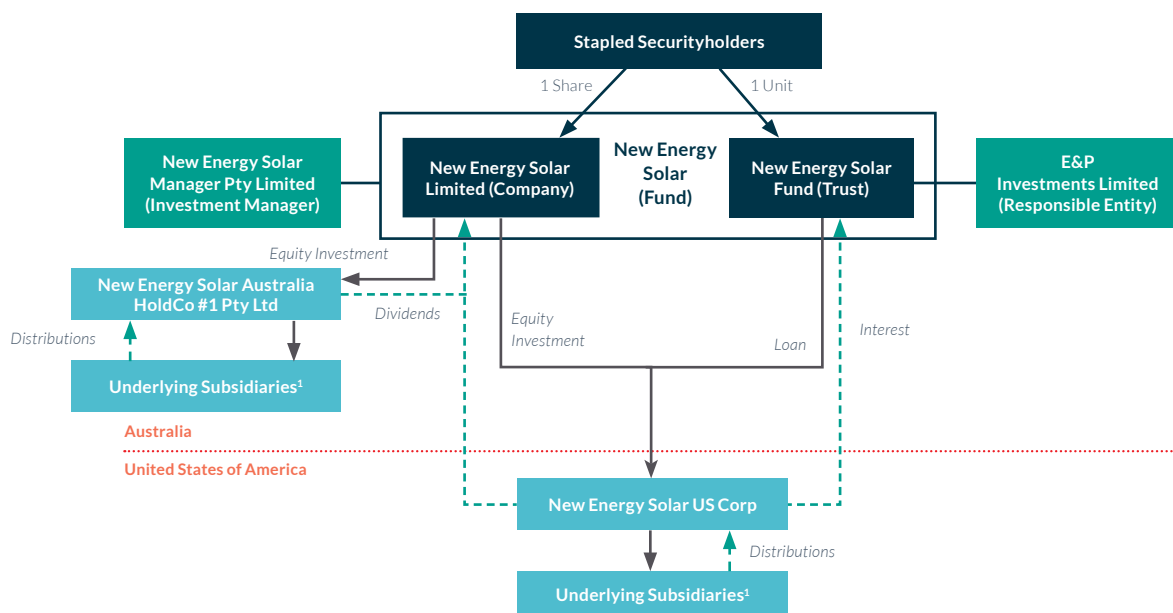 Stapled Securityholders
1 Share
1 Unit
New Energy Solar
Manager Pty Limited
(Investment Manager)
New Energy Solar
Limited (Company)
New Energy
Solar
(Fund)
New Energy Solar
Fund (Trust)
E&P
Investments Limited
(Responsible Entity)
Equity Investment
New Energy Solar Australia
HoldCo #1 Pty Ltd
Dividends
Equity
Investment
Loan
Interest
Distributions
Underlying Subsidiaries¹
Australia
United States of America
New Energy Solar US Corp
Distributions
Underlying Subsidiaries¹